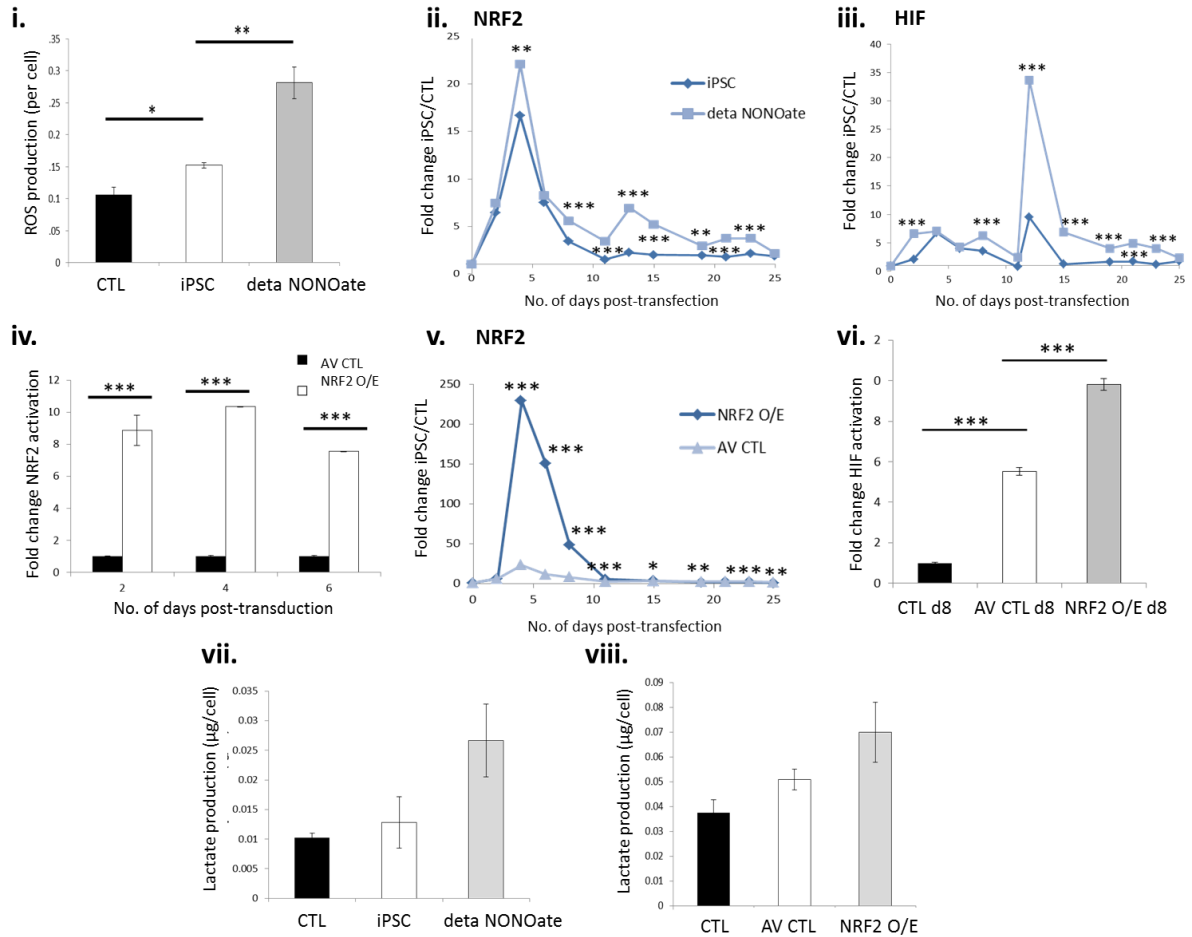 i.
**
*
ROS production (per cell)
.35
0.3
.25
0.2
.15
0.1
.05
0
CTL
iPSC
deta NONOate
ii.
NRF2
Fold change iPSC/CTL
25
20
15
10
5
0
**
***
***
***
***
**
***
***
iPSC
deta NONOate
0
5
10
15
20
25
No. of days post-transfection
iii.
HIF
Fold change iPSC/CTL
40
35
30
25
20
15
10
5
0
***
***
***
***
***
***
***
0
5
10
15
20
25
No. of days post-transfection
iv.
AV CTL
NRF2 O/E
Fold change NRF2 activation
12
10
8
6
4
2
0
***
***
***
2
4
6
No. of days post-transduction
v.
NRF2
Fold change iPSC/CTL
250
200
150
100
50
0
***
***
***
***
*
**
***
**
NRF2 O/E
AV CTL
0
5
10
15
20
25
No. of days post-transfection
vi.
Fold change HIF activation
2
0
8
6
4
2
0
***
***
CTL d8
AV CTL d8
NRF2 O/E d8
vii.
Lactate production (µg/cell)
0.035
0.03
0.025
0.02
0.015
0.01
0.005
0
CTL
iPSC
deta NONOate
viii.
Lactate production (µg/cell)
0.09
0.08
0.07
0.06
0.05
0.04
0.03
0.02
0.01
0
CTL
AV CTL
NRF2 O/E